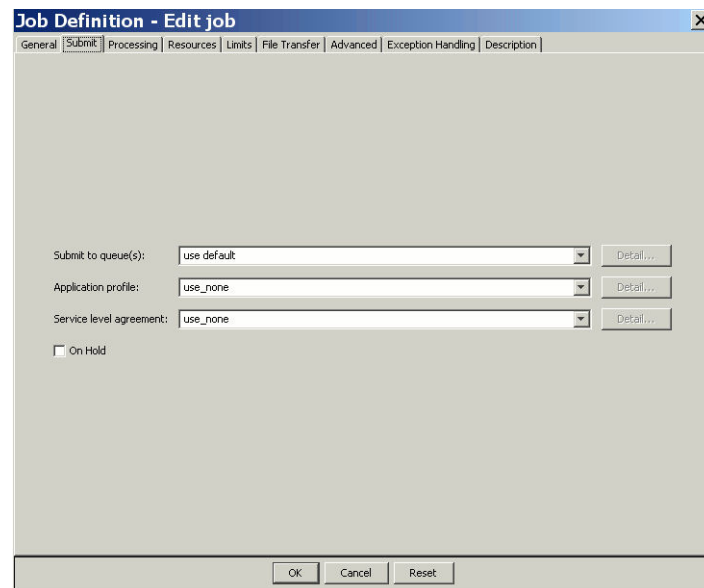 Job Definition - Edit job
General Submit Processing Resources Limits File Transfer Advanced Exception Handling Description
Submit to queue(s): use default Detail...
Application profile: use_none Detail...
Service level agreement: use_none Detail...
On Hold
OK Cancel Reset